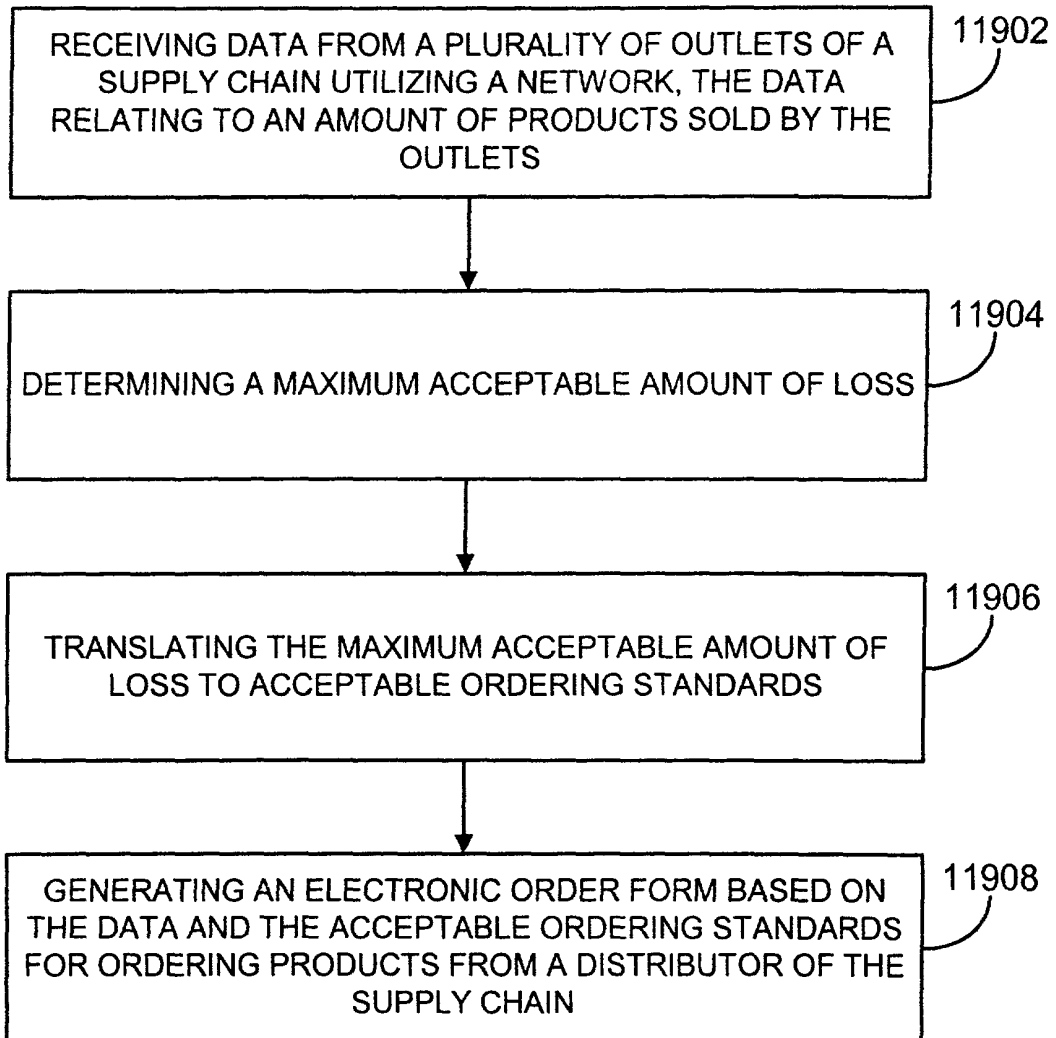 RECEIVING DATA FROM A PLURALITY OF OUTLETS OF A
SUPPLY CHAIN UTILIZING A NETWORK, THE DATA
RELATING TO AN AMOUNT OF PRODUCTS SOLD BY THE
OUTLETS
11902
DETERMINING A MAXIMUM ACCEPTABLE AMOUNT OF LOSS
11904
TRANSLATING THE MAXIMUM ACCEPTABLE AMOUNT OF
LOSS TO ACCEPTABLE ORDERING STANDARDS
11906
GENERATING AN ELECTRONIC ORDER FORM BASED ON
THE DATA AND THE ACCEPTABLE ORDERING STANDARDS
FOR ORDERING PRODUCTS FROM A DISTRIBUTOR OF THE
SUPPLY CHAIN
11908